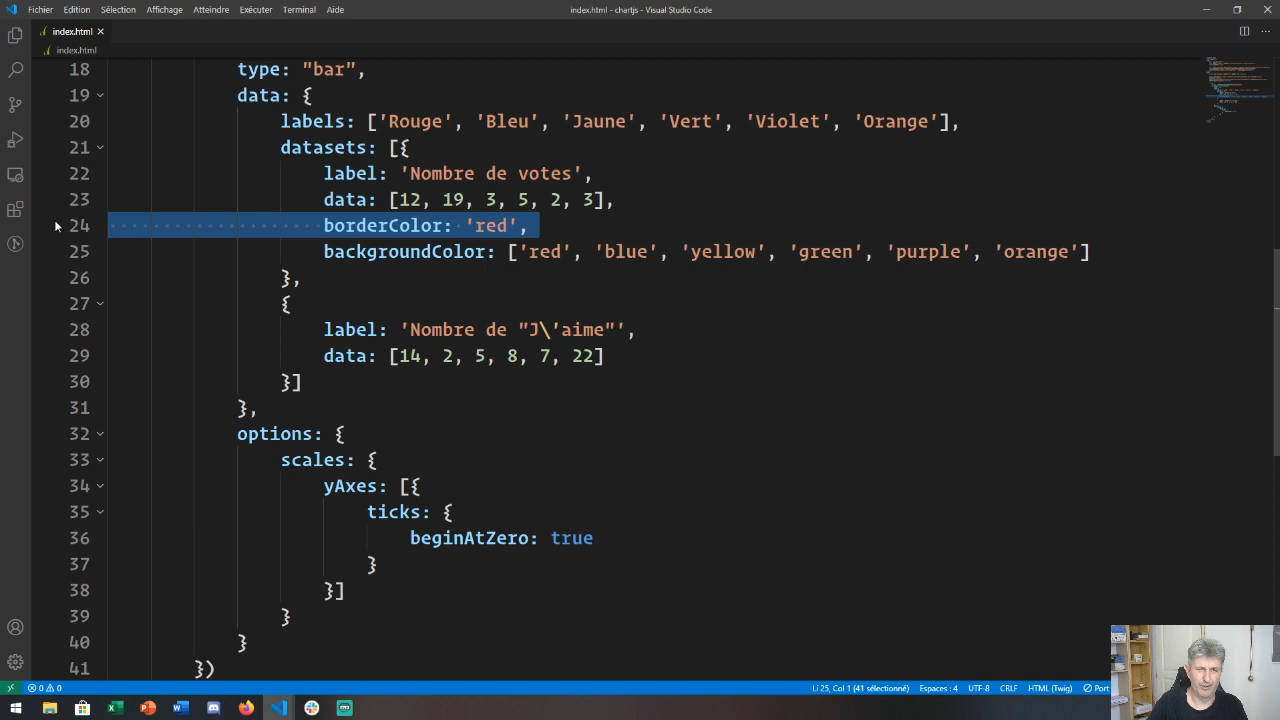 Fichier Edition Sélection Affichage Atteindre Exécuter Terminal Aide index.html - chartjs - Visual Studio Code
index.html
index.html
18 type: "bar",
19 data: {
20 labels: ['Rouge', 'Bleu', 'Jaune', 'Vert', 'Violet', 'Orange'],
21 datasets: [{
22 label: 'Nombre de votes',
23 data: [12, 19, 3, 5, 2, 3],
24 borderColor: 'red',
25 backgroundColor: ['red', 'blue', 'yellow', 'green', 'purple', 'orange']
26 },
27 {
28 label: 'Nombre de "J\'aime"',
29 data: [14, 2, 5, 8, 7, 22]
30 }]
31 },
32 options: {
33 scales: {
34 yAxes: [{
35 ticks: {
36 beginAtZero: true
37 }
38 }]
39 }
40 }
41 })
0 0 Li 25, Col 1 (41 sélectionné) Espaces : 4 UTF-8 CRLF HTML (Twig) Port